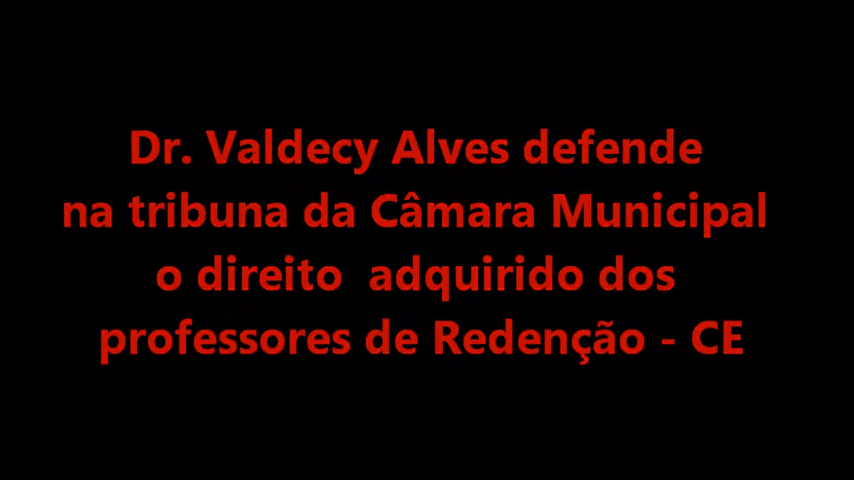 Dr. Valdecy Alves defende
na tribuna da Câmara Municipal
o direito adquirido dos
professores de Redenção - CE